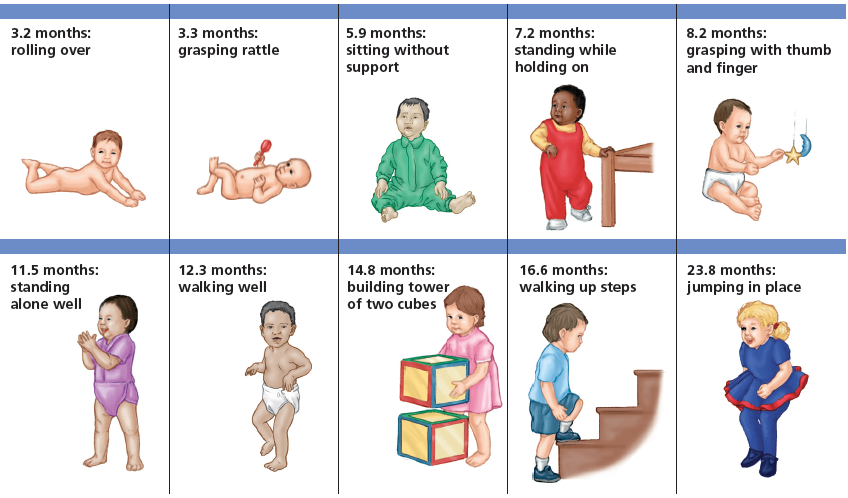 3.2 months:
rolling over
3.3 months:
grasping rattle
5.9 months:
sitting without
support
7.2 months:
standing while
holding on
8.2 months:
grasping with thumb
and finger
11.5 months:
standing
alone well
12.3 months:
walking well
14.8 months:
building tower
of two cubes
16.6 months:
walking up steps
23.8 months:
jumping in place